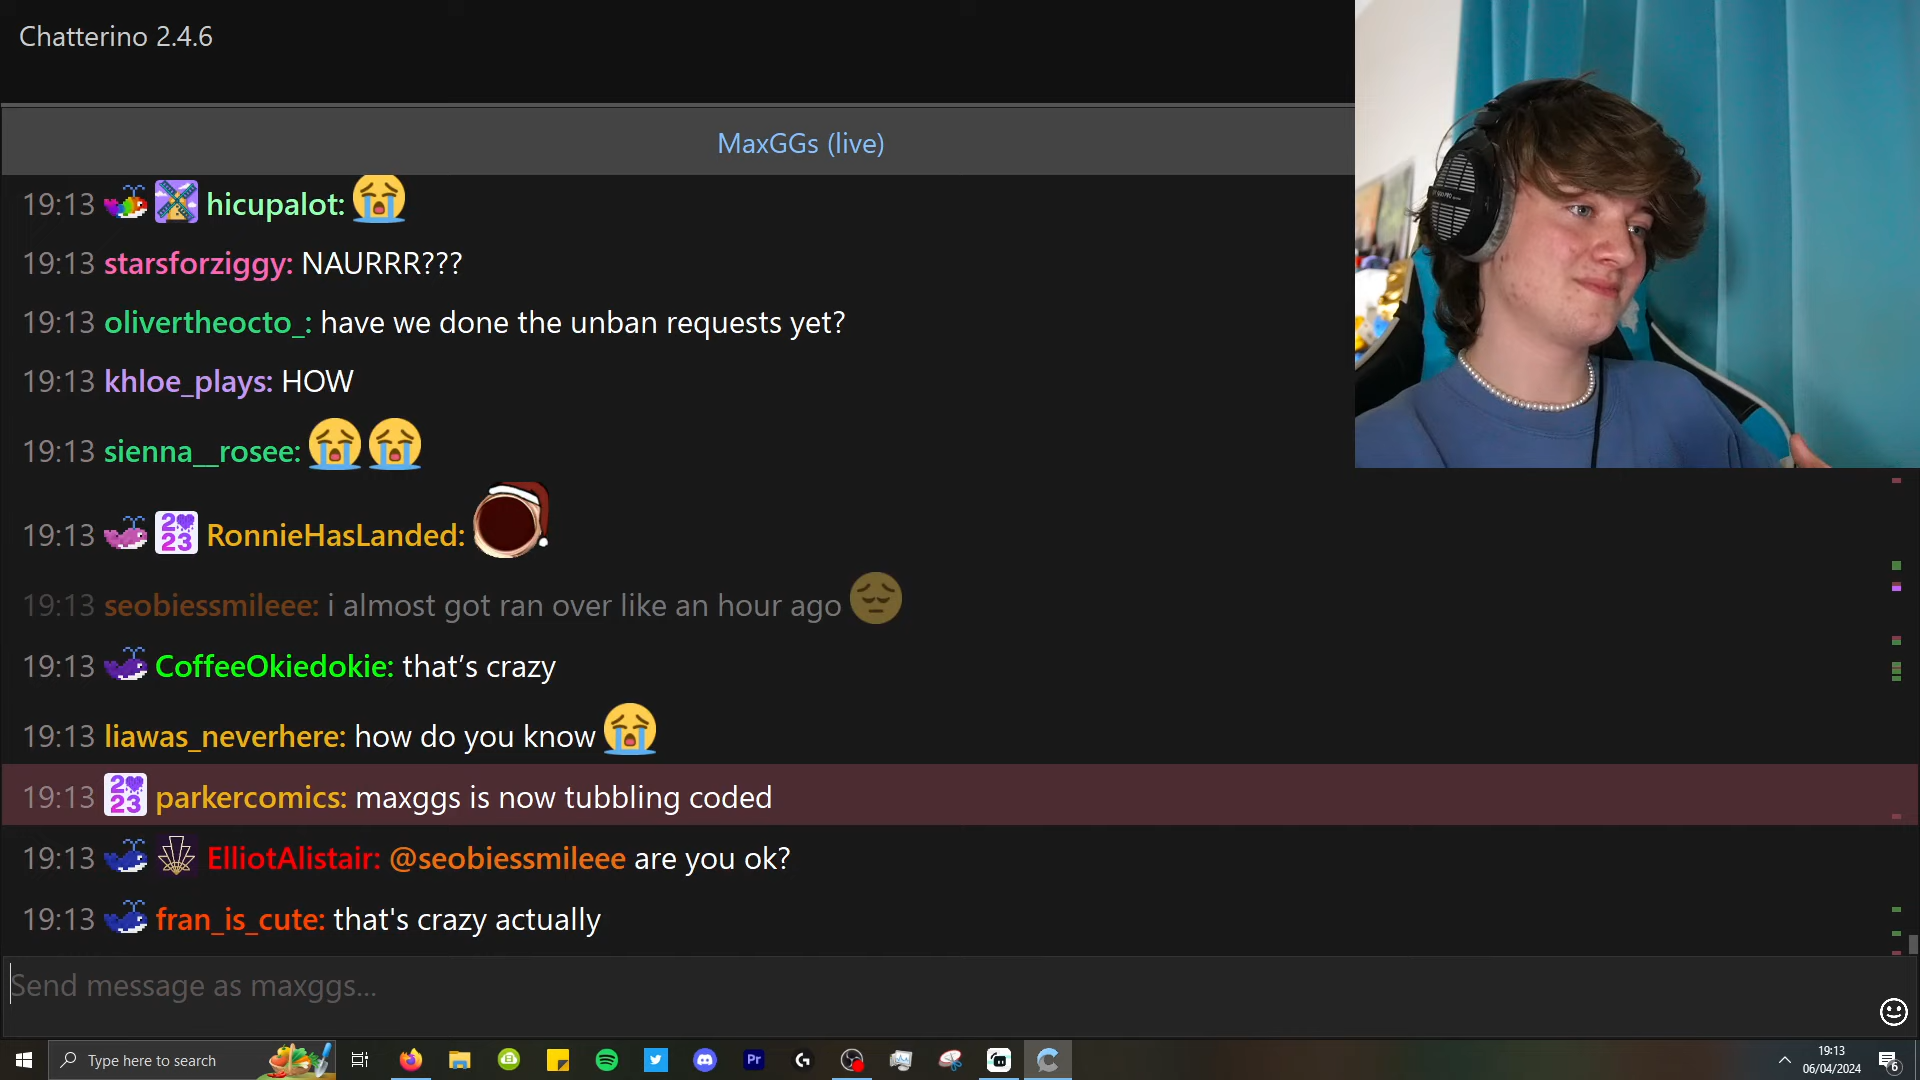 Chatterino 2.4.6
MaxGGs (live)
19:13 hicupalot:
19:13 starsforziggy: NAURRR???
19:13 olivertheocto_: have we done the unban requests yet?
19:13 khloe_plays: HOW
19:13 sienna__rosee:
19:13 2023 RonnieHasLanded:
19:13 seobiessmileee: i almost got ran over like an hour ago
19:13 CoffeeOkiedokie: that’s crazy
19:13 liawas_neverhere: how do you know
19:13 2023 parkercomics: maxggs is now tubbling coded
19:13 ElliotAlistair: @seobiessmileee are you ok?
19:13 fran_is_cute: that's crazy actually
Send message as maxggs...
Type here to search
Pr
19:13
06/04/2024
6